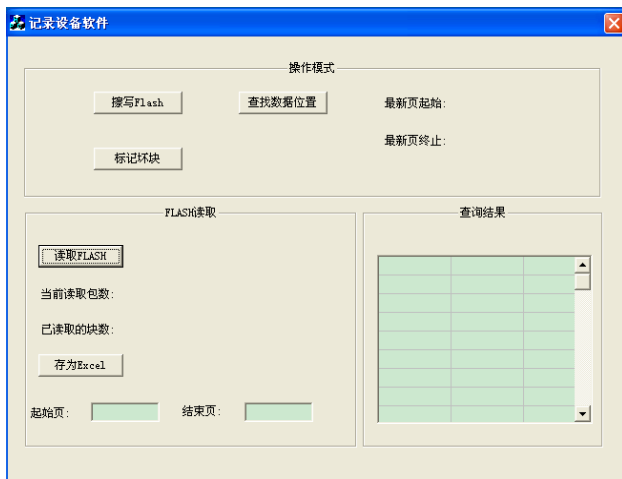 记录设备软件
操作模式
擦写Flash
查找数据位置
最新页起始:
最新页终止:
标记坏块
FLASH读取
查询结果
读取FLASH
当前读取包数:
已读取的块数:
存为Excel
起始页:
结束页: